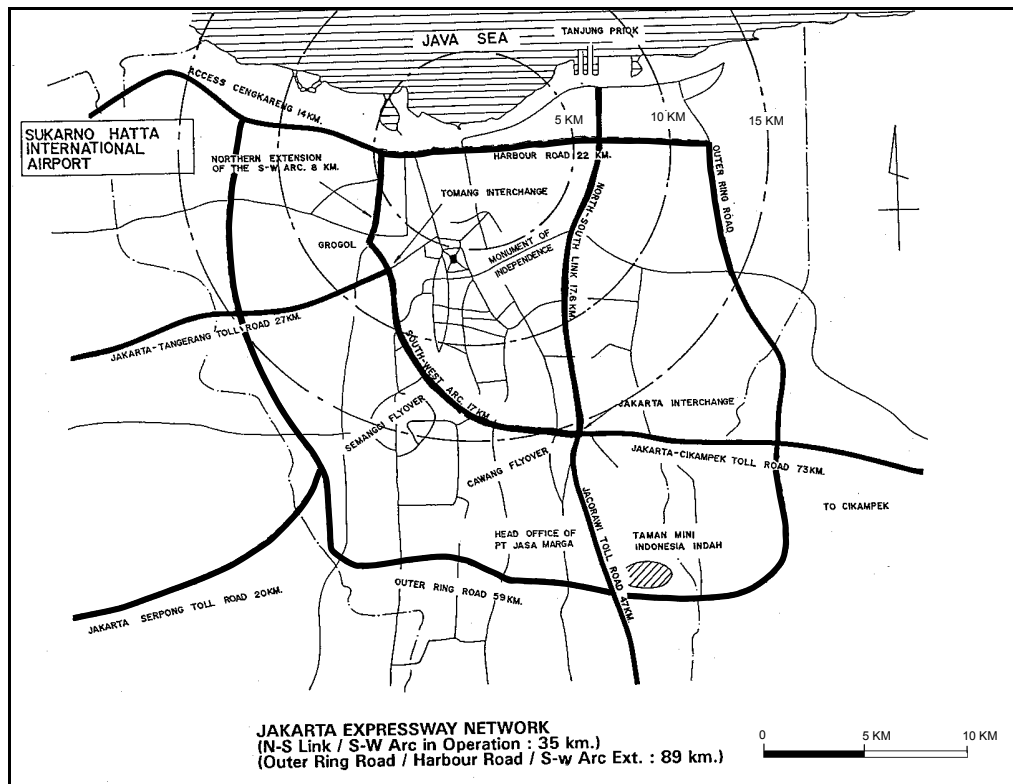 TANJUNG PRIOK
JAVA SEA
ACCESS CENGKARENG 14KM.
5 KM
10 KM
15 KM
SUKARNO HATTA
INTERNATIONAL
AIRPORT
NORTHERN EXTENSION
OF THE S-W ARC. 8 KM.
HARBOUR ROAD 22 KM.
OUTER RING ROAD
TOMANG INTERCHANGE
NORTH-SOUTH LINK 17.6 KM.
GROGOL
MONUMENT OF
INDEPENDENCE
JAKARTA-TANGERANG TOLL ROAD 27KM.
SOUTH-WEST ARC. 17 KM.
JAKARTA INTERCHANGE
SEMANGGI FLYOVER
CAWANG FLYOVER
JAKARTA-CIKAMPEK TOLL ROAD 73KM.
TO CIKAMPEK
JAGORAWI TOLL ROAD 47KM.
HEAD OFFICE OF
PT JASA MARGA
TAMAN MINI
INDONESIA INDAH
OUTER RING ROAD 59KM.
JAKARTA SERPONG TOLL ROAD 20KM.
JAKARTA EXPRESSWAY NETWORK
(N-S Link / S-W Arc in Operation : 35 km.)
(Outer Ring Road / Harbour Road / S-w Arc Ext. : 89 km.)
0
5 KM
10 KM